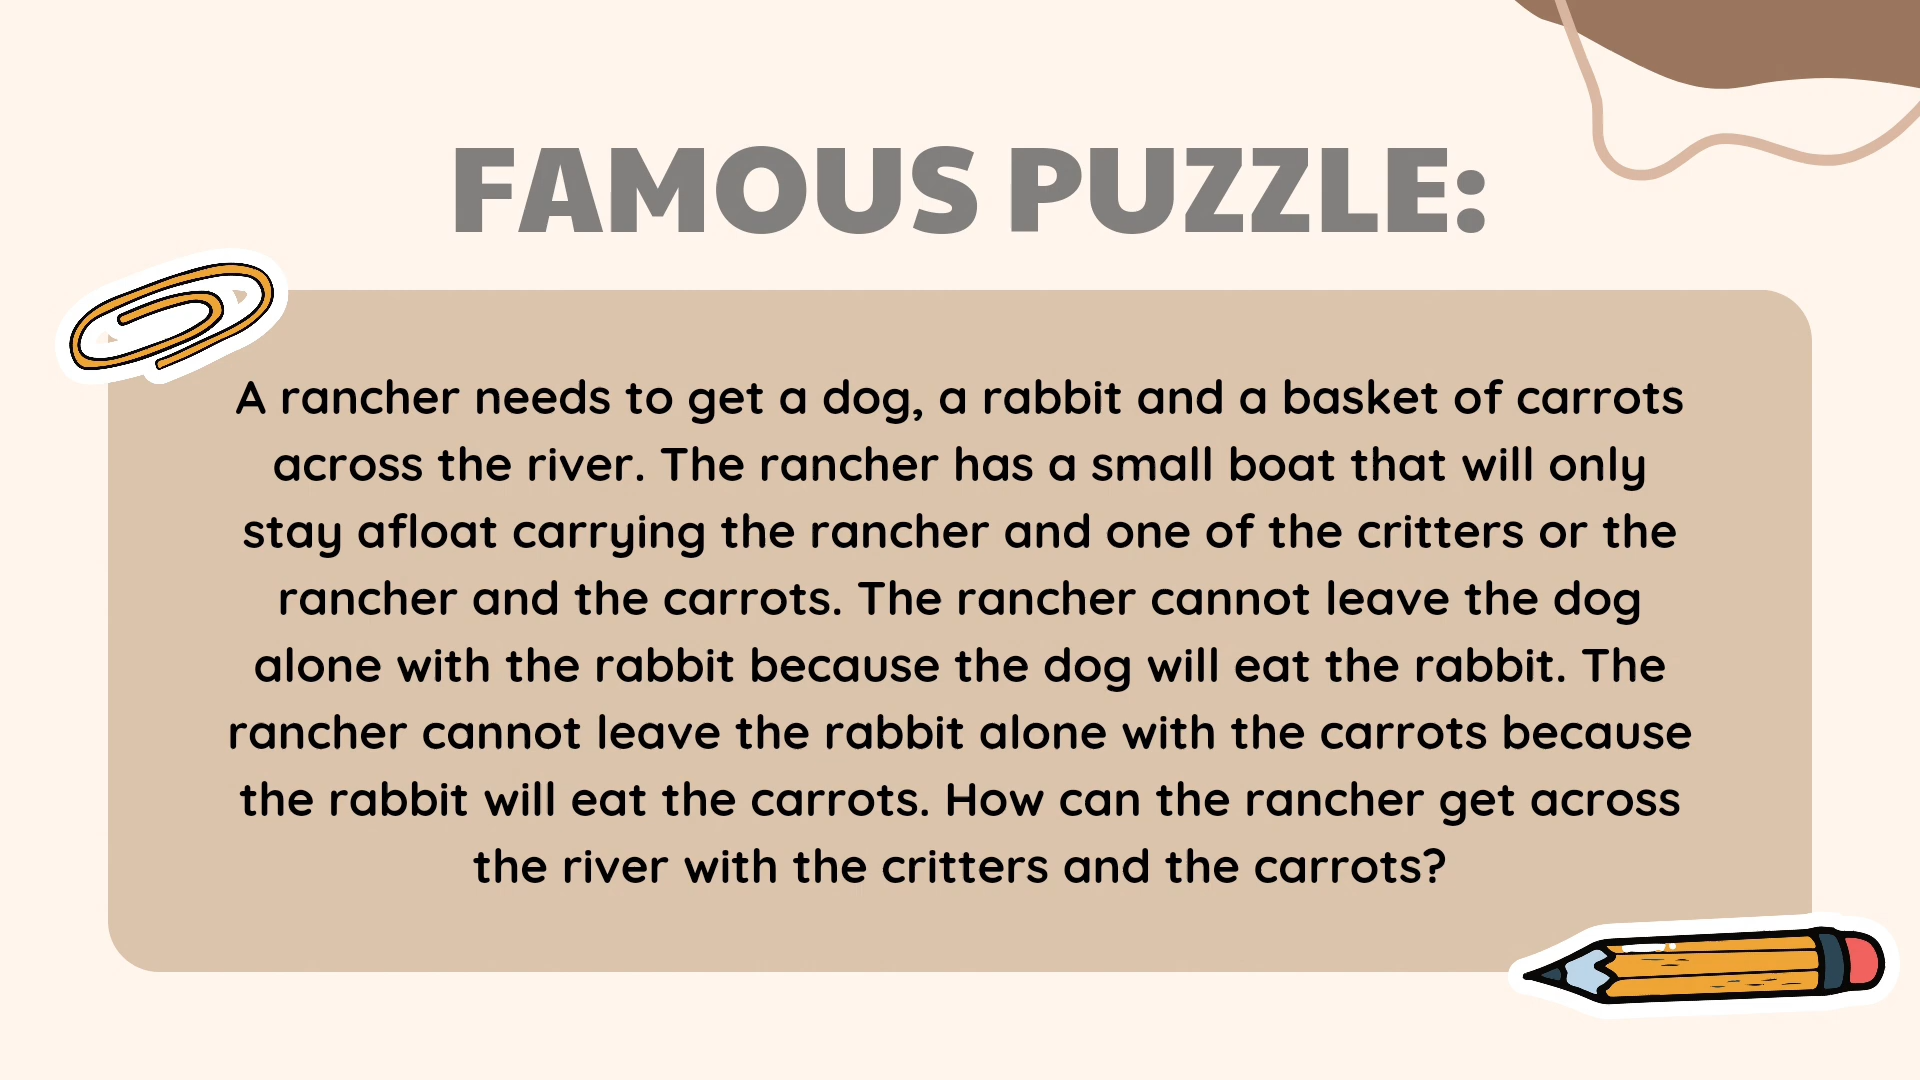 FAMOUS PUZZLE:
A rancher needs to get a dog, a rabbit and a basket of carrots
across the river. The rancher has a small boat that will only
stay afloat carrying the rancher and one of the critters or the
rancher and the carrots. The rancher cannot leave the dog
alone with the rabbit because the dog will eat the rabbit. The
rancher cannot leave the rabbit alone with the carrots because
the rabbit will eat the carrots. How can the rancher get across
the river with the critters and the carrots?